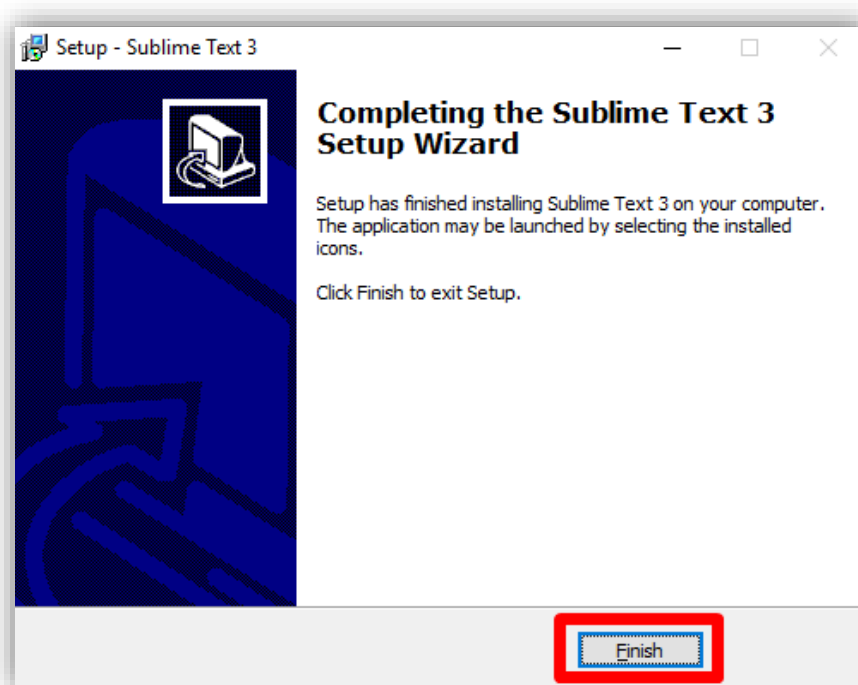 Setup - Sublime Text 3
Completing the Sublime Text 3
Setup Wizard
Setup has finished installing Sublime Text 3 on your computer.
The application may be launched by selecting the installed
icons.
Click Finish to exit Setup.
Finish